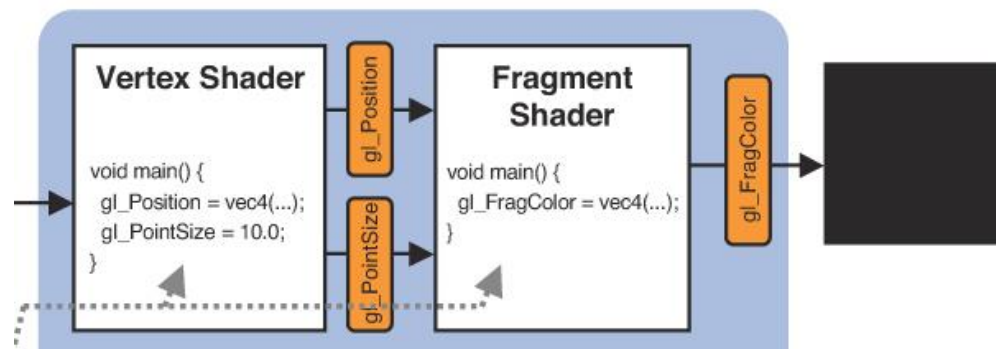 Vertex Shader
void main() {
gl_Position = vec4(...);
gl_PointSize = 10.0;
}
gl_Position
gl_PointSize
Fragment
Shader
void main() {
gl_FragColor = vec4(...);
}
gl_FragColor